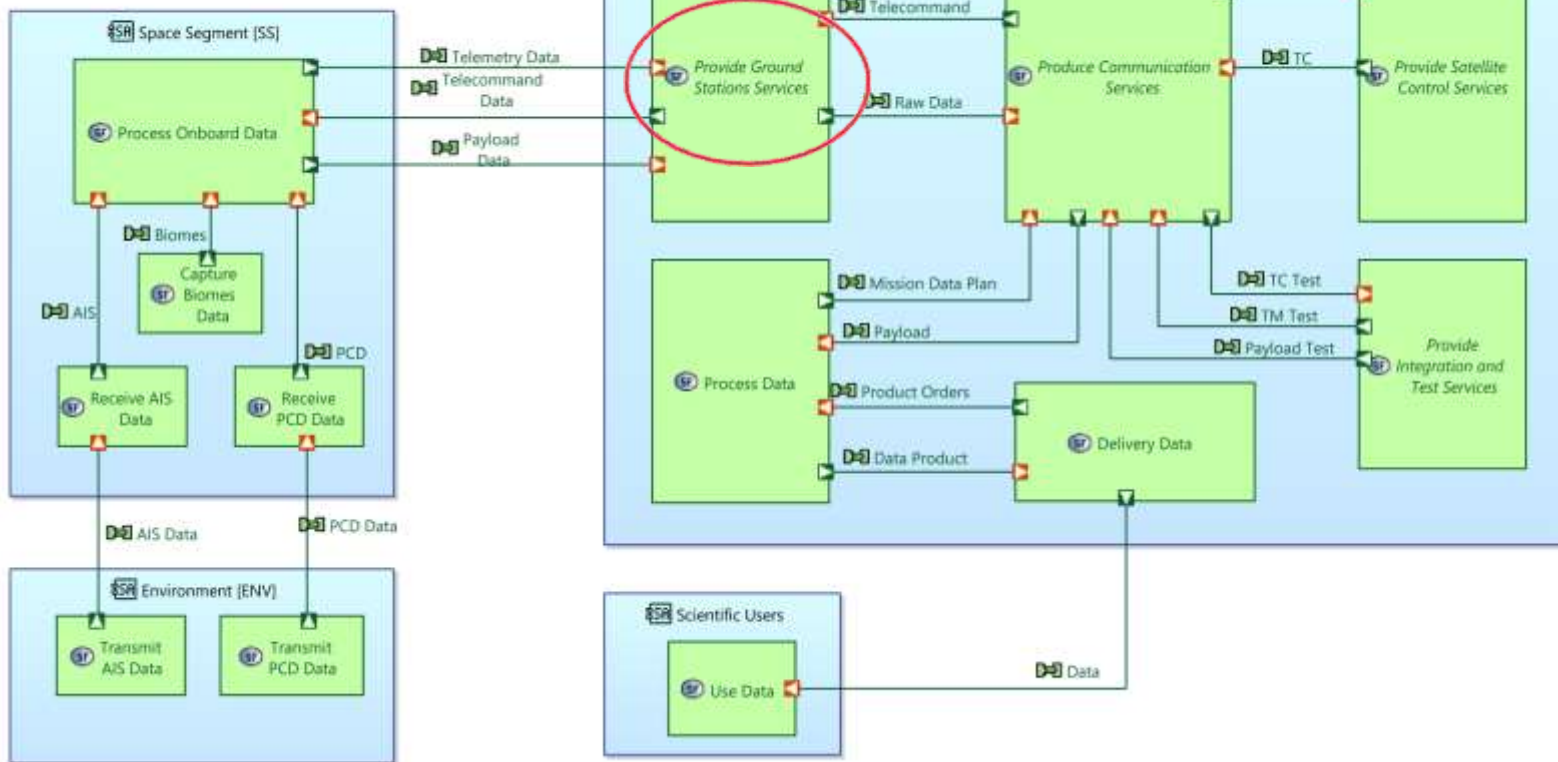 Space Segment [SS]
Telemetry Data
Telecommand
Data
Payload
Data
Process Onboard Data
Biomes
Capture
Biomes
Data
AIS
PCD
Receive AIS
Data
Receive
PCD Data
AIS Data
PCD Data
Environment [ENV]
Transmit
AIS Data
Transmit
PCD Data
Telecommand
Provide Ground
Stations Services
Raw Data
Produce Communication
Services
TC
Provide Satellite
Control Services
Mission Data Plan
Payload
Process Data
Product Orders
Data Product
TC Test
TM Test
Payload Test
Provide
Integration and
Test Services
Delivery Data
Scientific Users
Use Data
Data